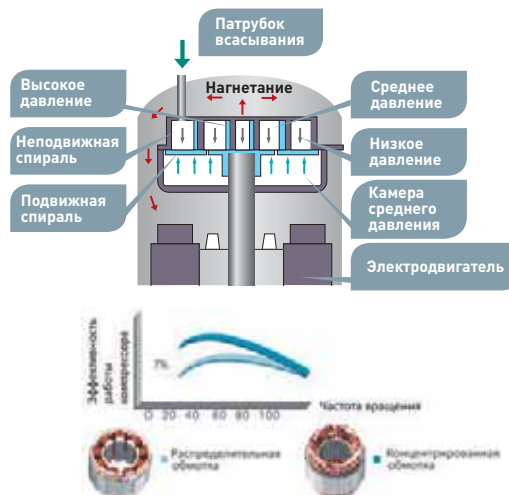 Патрубок
всасывания
Высокое
давление
Нагнетание
Среднее
давление
Неподвижная
спираль
Низкое
давление
Подвижная
спираль
Камера
среднего
давления
Электродвигатель
Эффективность
работы
компрессора
7%
0 20 40 60 80 100
Частота вращения
Распределительная
обмотка
Концентрированная
обмотка